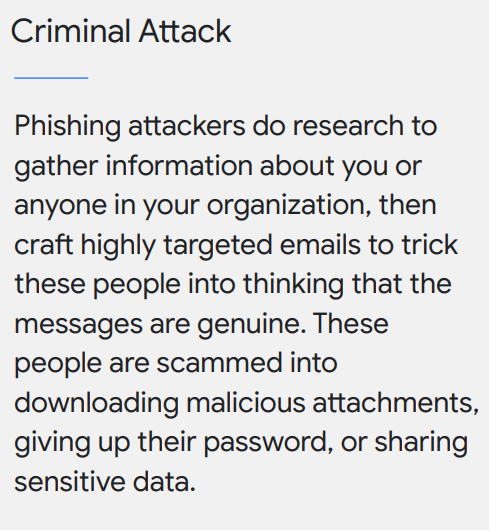 Criminal Attack
Phishing attackers do research to
gather information about you or
anyone in your organization, then
craft highly targeted emails to trick
these people into thinking that the
messages are genuine. These
people are scammed into
downloading malicious attachments,
giving up their password, or sharing
sensitive data.